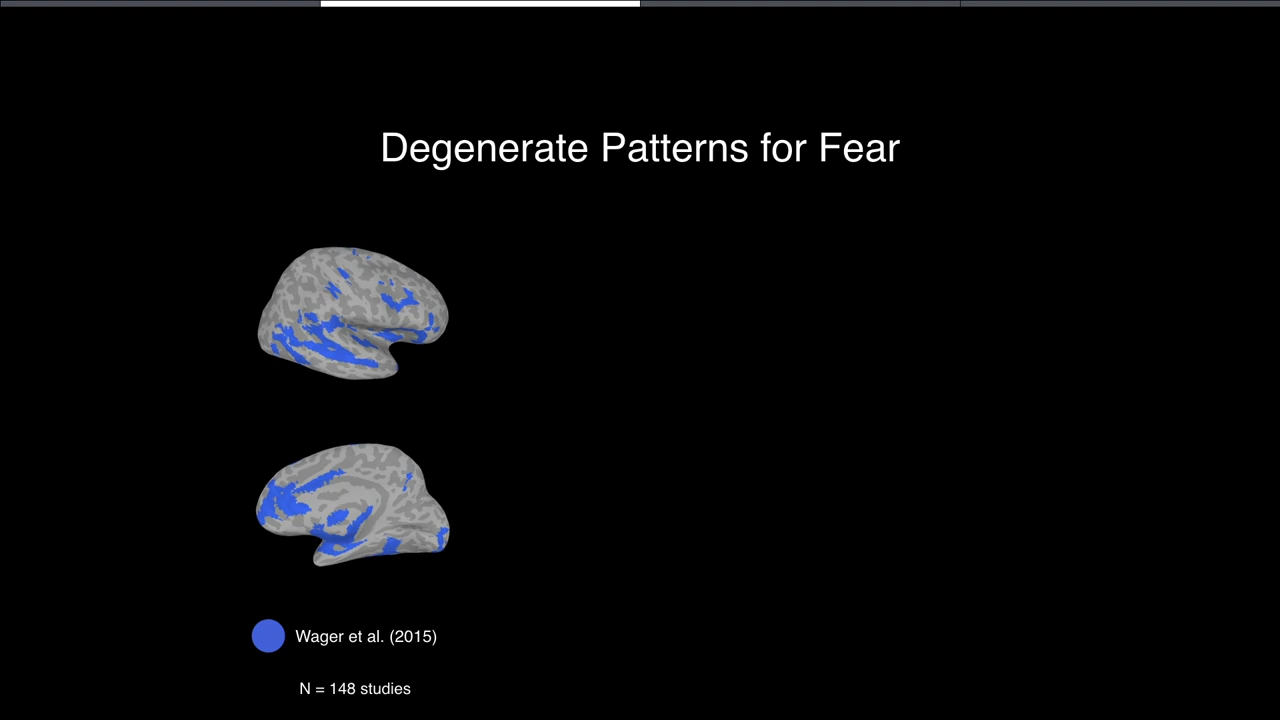 Degenerate Patterns for Fear
Wager et al. (2015)
N = 148 studies